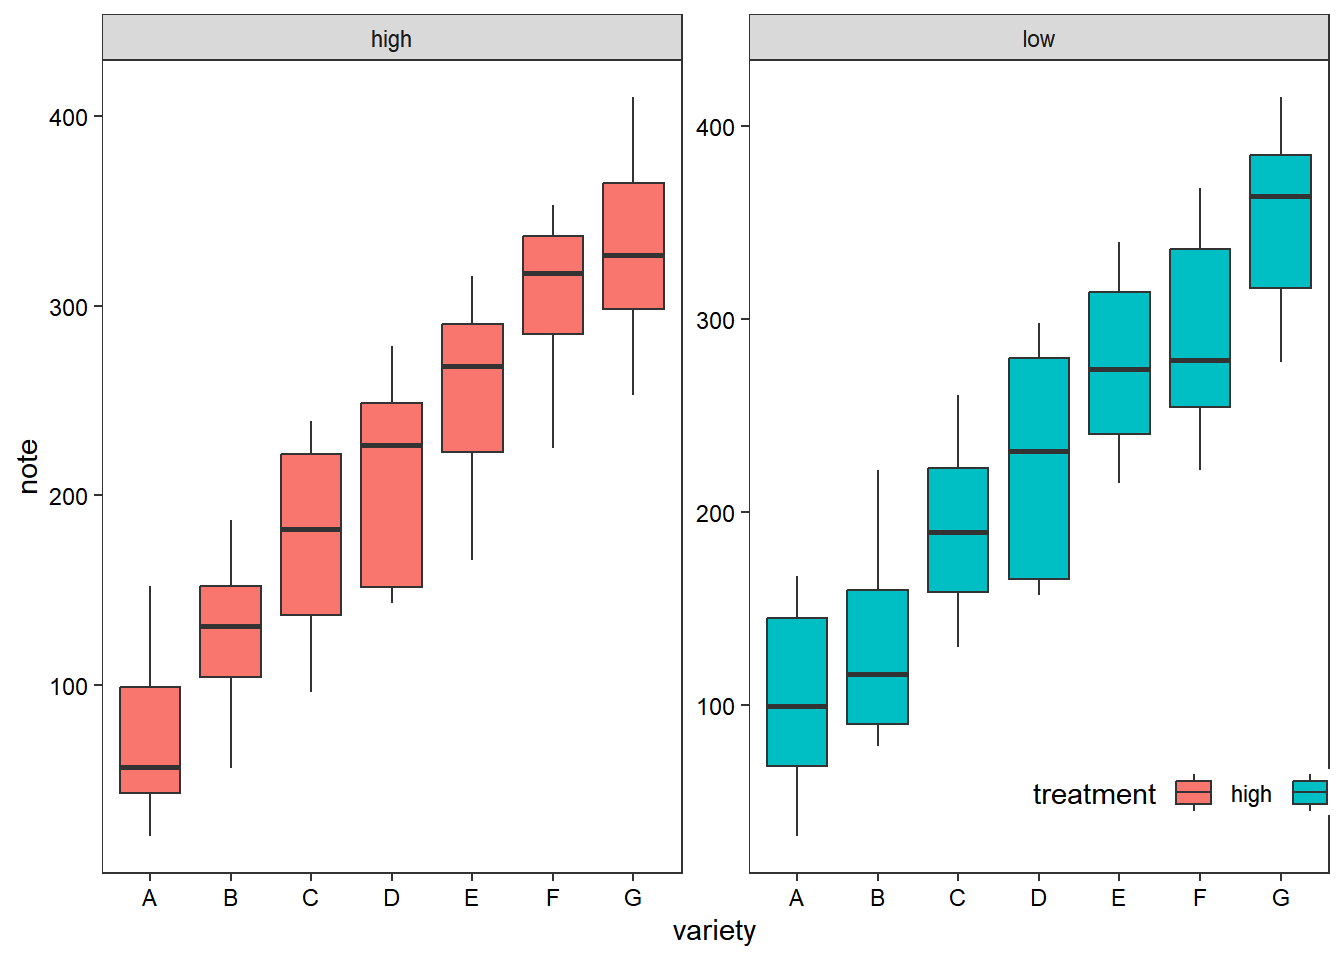 high
low
note
400
300
200
100
400
300
200
100
treatment high
A B C D E F G
A B C D E F G
variety